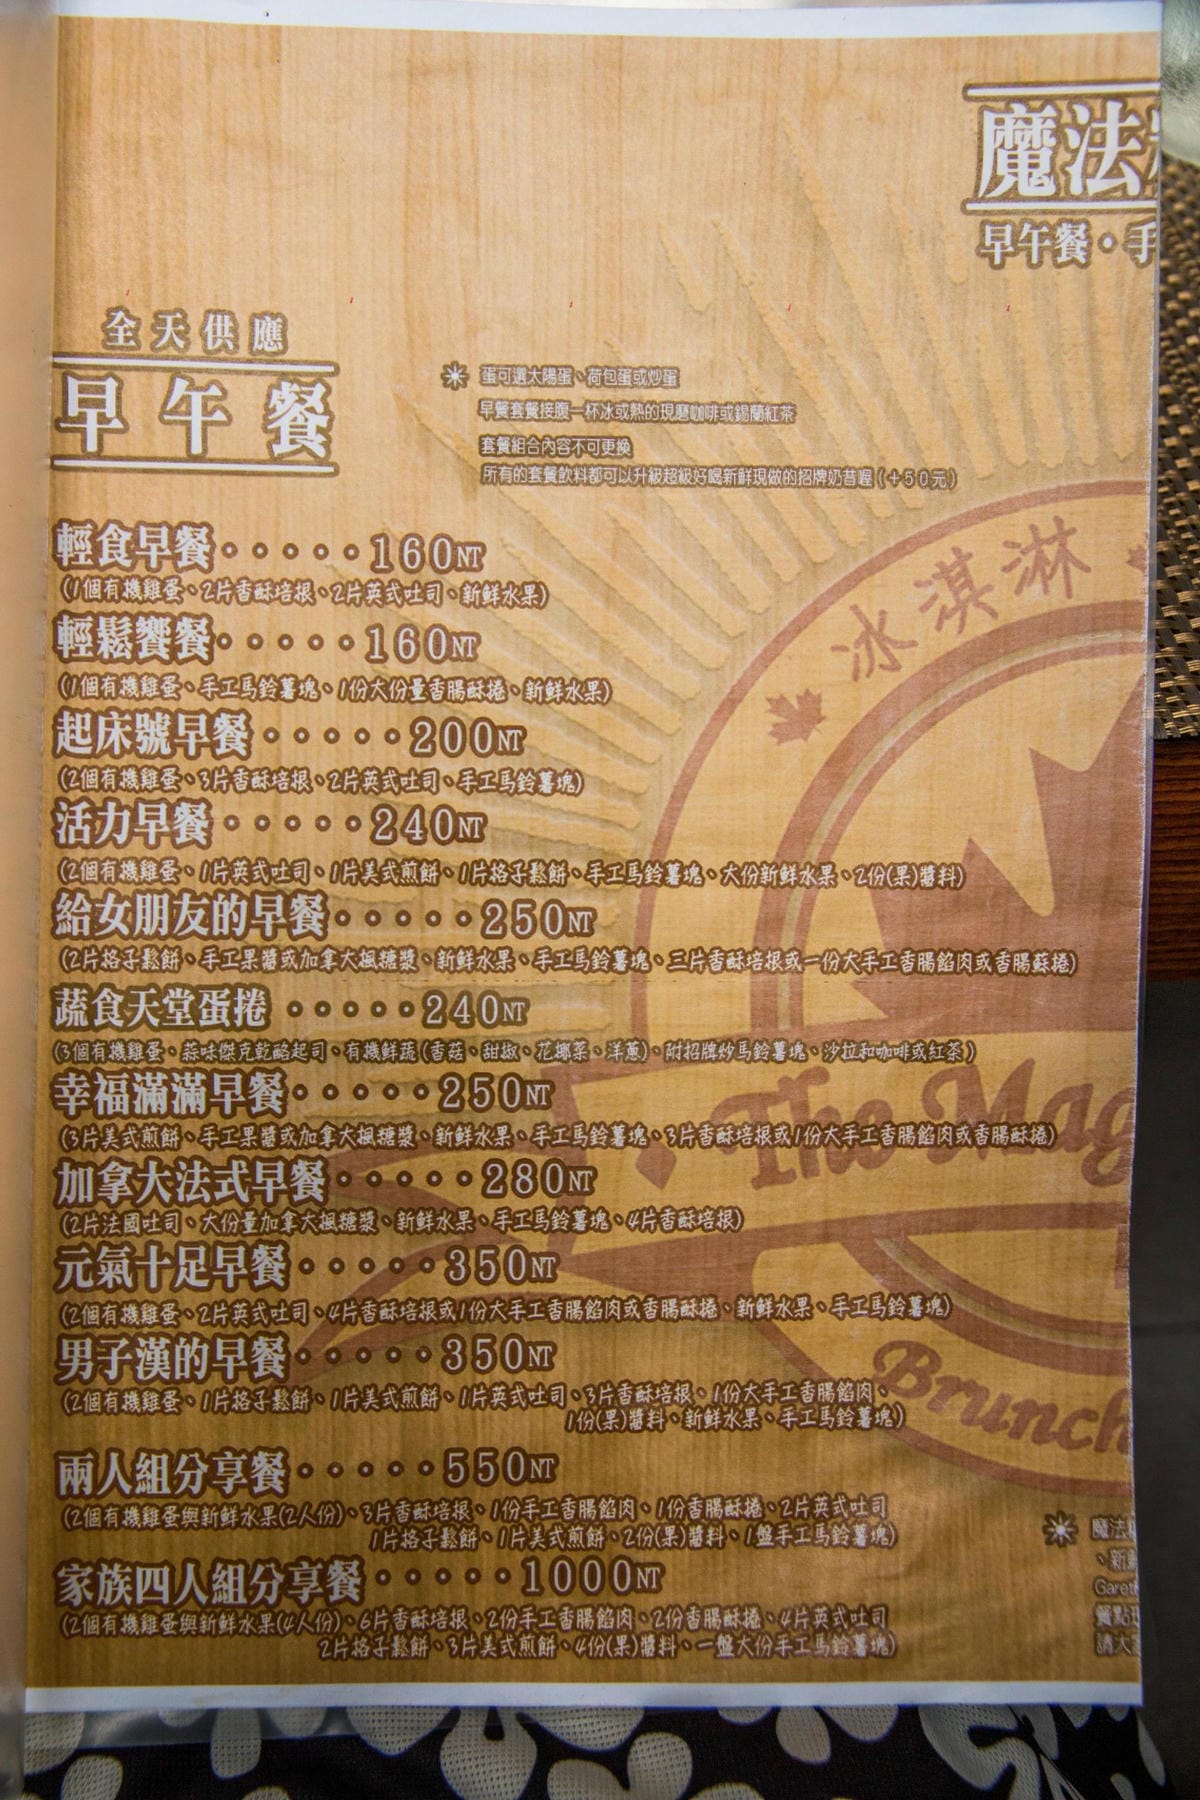 魔法
早午餐・手
全天供應
早午餐
蛋可選太陽蛋、荷包蛋或炒蛋
早餐套餐接腹一杯冰或熱的現磨咖啡或錫蘭紅茶
套餐組合內容不可更換
所有的套餐飲料都可以升級超級好喝新鮮現做的招牌奶昔喔(+50元)
輕食早餐・・・・・160NT
(1個有機雞蛋、2片香酥培根、2片英式吐司、新鮮水果)
輕鬆饗餐・・・・・160NT
(1個有機雞蛋、手工馬鈴薯塊、1份大份量香腸酥捲、新鮮水果)
起床號早餐・・・・・200NT
(2個有機雞蛋、3片香酥培根、2片英式吐司、手工馬鈴薯塊)
活力早餐・・・・・240NT
(2個有機雞蛋、1片英式吐司、1片美式煎餅、1片格子鬆餅、手工馬鈴薯塊、大份新鮮水果、2份(果)醬料)
給女朋友的早餐・・・・・250NT
(2片格子鬆餅、手工果醬或加拿大楓糖漿、新鮮水果、手工馬鈴薯塊、三片香酥培根或一份大手工香腸餡肉或香腸蘇捲)
蔬食天堂蛋捲・・・・・240NT
(3個有機雞蛋、蒜味傑克乾酪起司、有機鮮蔬(香菇、甜椒、花椰菜、洋蔥)、附招牌炒馬鈴薯塊、沙拉和咖啡或紅茶)
幸福滿滿早餐・・・・・250NT
(3片美式煎餅、手工果醬或加拿大楓糖漿、新鮮水果、手工馬鈴薯塊、3片香酥培根或1份大手工香腸餡肉或香腸酥捲)
加拿大法式早餐・・・・・280NT
(2片法國吐司、大份量加拿大楓糖漿、新鮮水果、手工馬鈴薯塊、4片香酥培根)
元氣十足早餐・・・・・350NT
(2個有機雞蛋、2片英式吐司、4片香酥培根或1份大手工香腸餡肉或香腸酥捲、新鮮水果、手工馬鈴薯塊)
男子漢的早餐・・・・・350NT
(2個有機雞蛋、1片格子鬆餅、1片美式煎餅、1片英式吐司、3片香酥培根、1份大手工香腸餡肉、
1份(果)醬料、新鮮水果、手工馬鈴薯塊)
兩人組分享餐・・・・・550NT
(2個有機雞蛋與新鮮水果(2人份)、3片香酥培根、1份手工香腸餡肉、1份香腸酥捲、2片英式吐司
1片格子鬆餅、1片美式煎餅、2份(果)醬料、1盤手工馬鈴薯塊)
家族四人組分享餐・・・・・1000NT
(2個有機雞蛋與新鮮水果(4人份)、6片香酥培根、2份手工香腸餡肉、2份香腸酥捲、4片英式吐司
2片格子鬆餅、3片美式煎餅、4份(果)醬料、一盤大份手工馬鈴薯塊)
冰淇淋
The Mag
Brunch
魔法
、新
Garet
餐點
請大